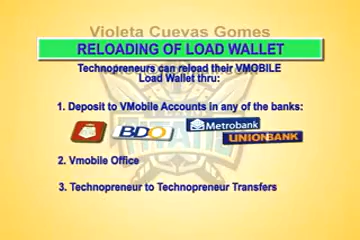 Violeta Cuevas Gomes
RELOADING OF LOAD WALLET
Technopreneurs can reload their VMOBILE
Load Wallet thru:
1. Deposit to VMobile Accounts in any of the banks:
BDO
Metrobank
UNIONBANK
2. Vmobile Office
3. Technopreneur to Technopreneur Transfers